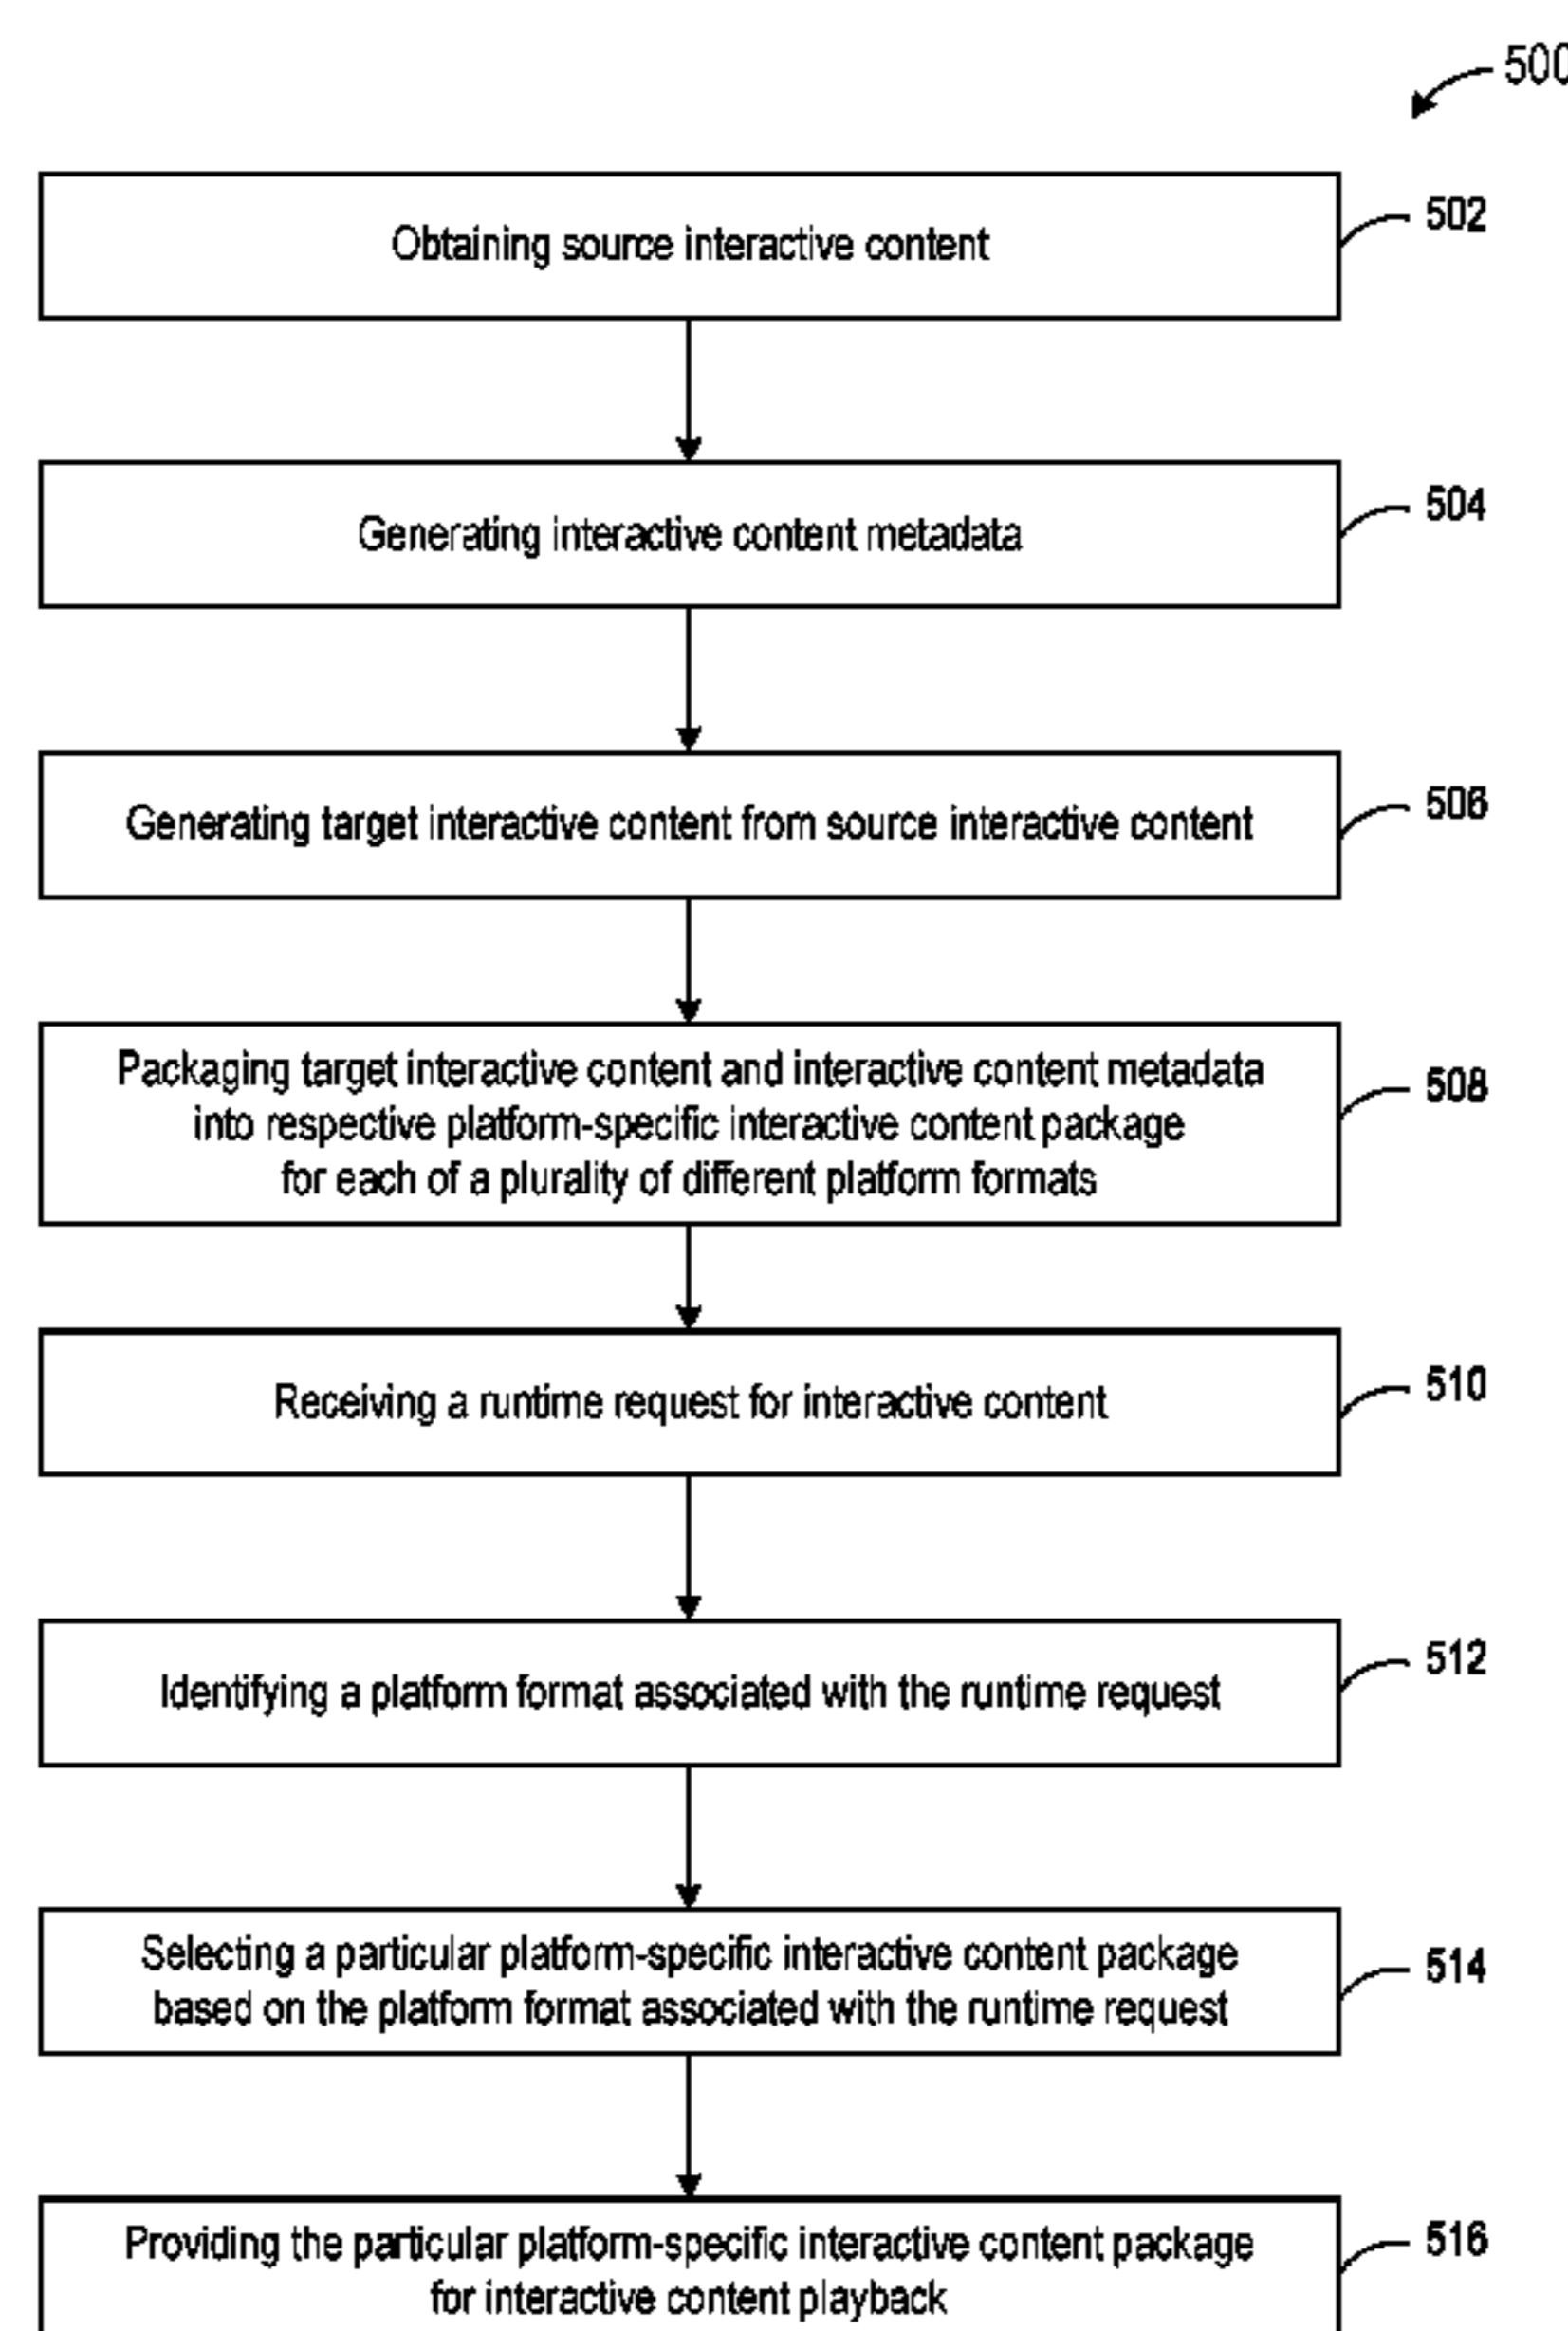 500
Obtaining source interactive content
502
Generating interactive content metadata
504
Generating target interactive content from source interactive content
506
Packaging target interactive content and interactive content metadata
into respective platform-specific interactive content package
for each of a plurality of different platform formats
508
Receiving a runtime request for interactive content
510
Identifying a platform format associated with the runtime request
512
Selecting a particular platform-specific interactive content package
based on the platform format associated with the runtime request
514
Providing the particular platform-specific interactive content package
for interactive content playback
516